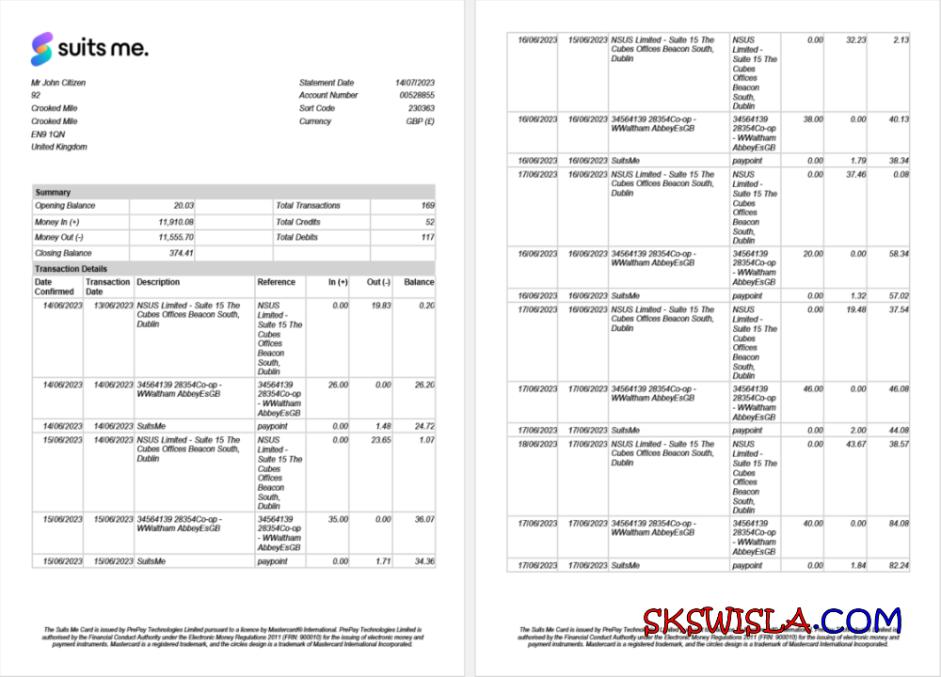 suits me.
Mr John Citizen
92
Crooked Mile
Crooked Mile
EN9 1QN
United Kingdom
Statement Date 14/07/2023
Account Number 00528855
Sort Code 230363
Currency GBP (£)
Summary
Opening Balance 20.03 Total Transactions 169
Money In (+) 11,910.08 Total Credits 52
Money Out (-) 11,555.70 Total Debits 117
Closing Balance 374.41
Transaction Details
Date Transaction Description Reference In (+) Out (-) Balance
Confirmed Date
14/06/2023 13/06/2023 NSUS Limited - Suite 15 The NSUS 0.00 19.83 0.20
Cubes Offices Beacon South, Limited -
Dublin Suite 15 The
Cubes
Offices
Beacon
South,
Dublin
14/06/2023 14/06/2023 34564139 28354Co-op - 34564139 26.00 0.00 26.20
WWaltham AbbeyEsGB 28354Co-op
- WWaltham
AbbeyEsGB
14/06/2023 14/06/2023 SuitsMe paypoint 0.00 1.48 24.72
15/06/2023 14/06/2023 NSUS Limited - Suite 15 The NSUS 0.00 23.65 1.07
Cubes Offices Beacon South, Limited -
Dublin Suite 15 The
Cubes
Offices
Beacon
South,
Dublin
15/06/2023 15/06/2023 34564139 28354Co-op - 34564139 35.00 0.00 36.07
WWaltham AbbeyEsGB 28354Co-op
- WWaltham
AbbeyEsGB
15/06/2023 15/06/2023 SuitsMe paypoint 0.00 1.71 34.36
The Suits Me Card is issued by PrePay Technologies Limited pursuant to a licence by Mastercard® International. PrePay Technologies Limited is
authorised by the Financial Conduct Authority under the Electronic Money Regulations 2011 (FRN: 900010) for the issuing of electronic money and
payment instruments. Mastercard is a registered trademark, and the circles design is a trademark of Mastercard International Incorporated.
16/06/2023 15/06/2023 NSUS Limited - Suite 15 The NSUS 0.00 32.23 2.13
Cubes Offices Beacon South, Limited -
Dublin Suite 15 The
Cubes
Offices
Beacon
South,
Dublin
16/06/2023 16/06/2023 34564139 28354Co-op - 34564139 38.00 0.00 40.13
WWaltham AbbeyEsGB 28354Co-op
- WWaltham
AbbeyEsGB
16/06/2023 16/06/2023 SuitsMe paypoint 0.00 1.79 38.34
17/06/2023 16/06/2023 NSUS Limited - Suite 15 The NSUS 0.00 37.46 0.08
Cubes Offices Beacon South, Limited -
Dublin Suite 15 The
Cubes
Offices
Beacon
South,
Dublin
16/06/2023 16/06/2023 34564139 28354Co-op - 34564139 20.00 0.00 58.34
WWaltham AbbeyEsGB 28354Co-op
- WWaltham
AbbeyEsGB
16/06/2023 16/06/2023 SuitsMe paypoint 0.00 1.32 57.02
17/06/2023 16/06/2023 NSUS Limited - Suite 15 The NSUS 0.00 19.48 37.54
Cubes Offices Beacon South, Limited -
Dublin Suite 15 The
Cubes
Offices
Beacon
South,
Dublin
17/06/2023 17/06/2023 34564139 28354Co-op - 34564139 46.00 0.00 46.08
WWaltham AbbeyEsGB 28354Co-op
- WWaltham
AbbeyEsGB
17/06/2023 17/06/2023 SuitsMe paypoint 0.00 2.00 44.08
18/06/2023 17/06/2023 NSUS Limited - Suite 15 The NSUS 0.00 43.67 38.57
Cubes Offices Beacon South, Limited -
Dublin Suite 15 The
Cubes
Offices
Beacon
South,
Dublin
17/06/2023 17/06/2023 34564139 28354Co-op - 34564139 40.00 0.00 84.08
WWaltham AbbeyEsGB 28354Co-op
- WWaltham
AbbeyEsGB
17/06/2023 17/06/2023 SuitsMe paypoint 0.00 1.84 82.24
SKSWISLA.COM
The Suits Me Card is issued by PrePay Technologies Limited
authorised by the Financial Conduct Authority under the Electronic Money Regulations 2011 (FRN: 900010) for the issuing of electronic money and
payment instruments. Mastercard is a registered trademark, and the circles design is a trademark of Mastercard International Incorporated.